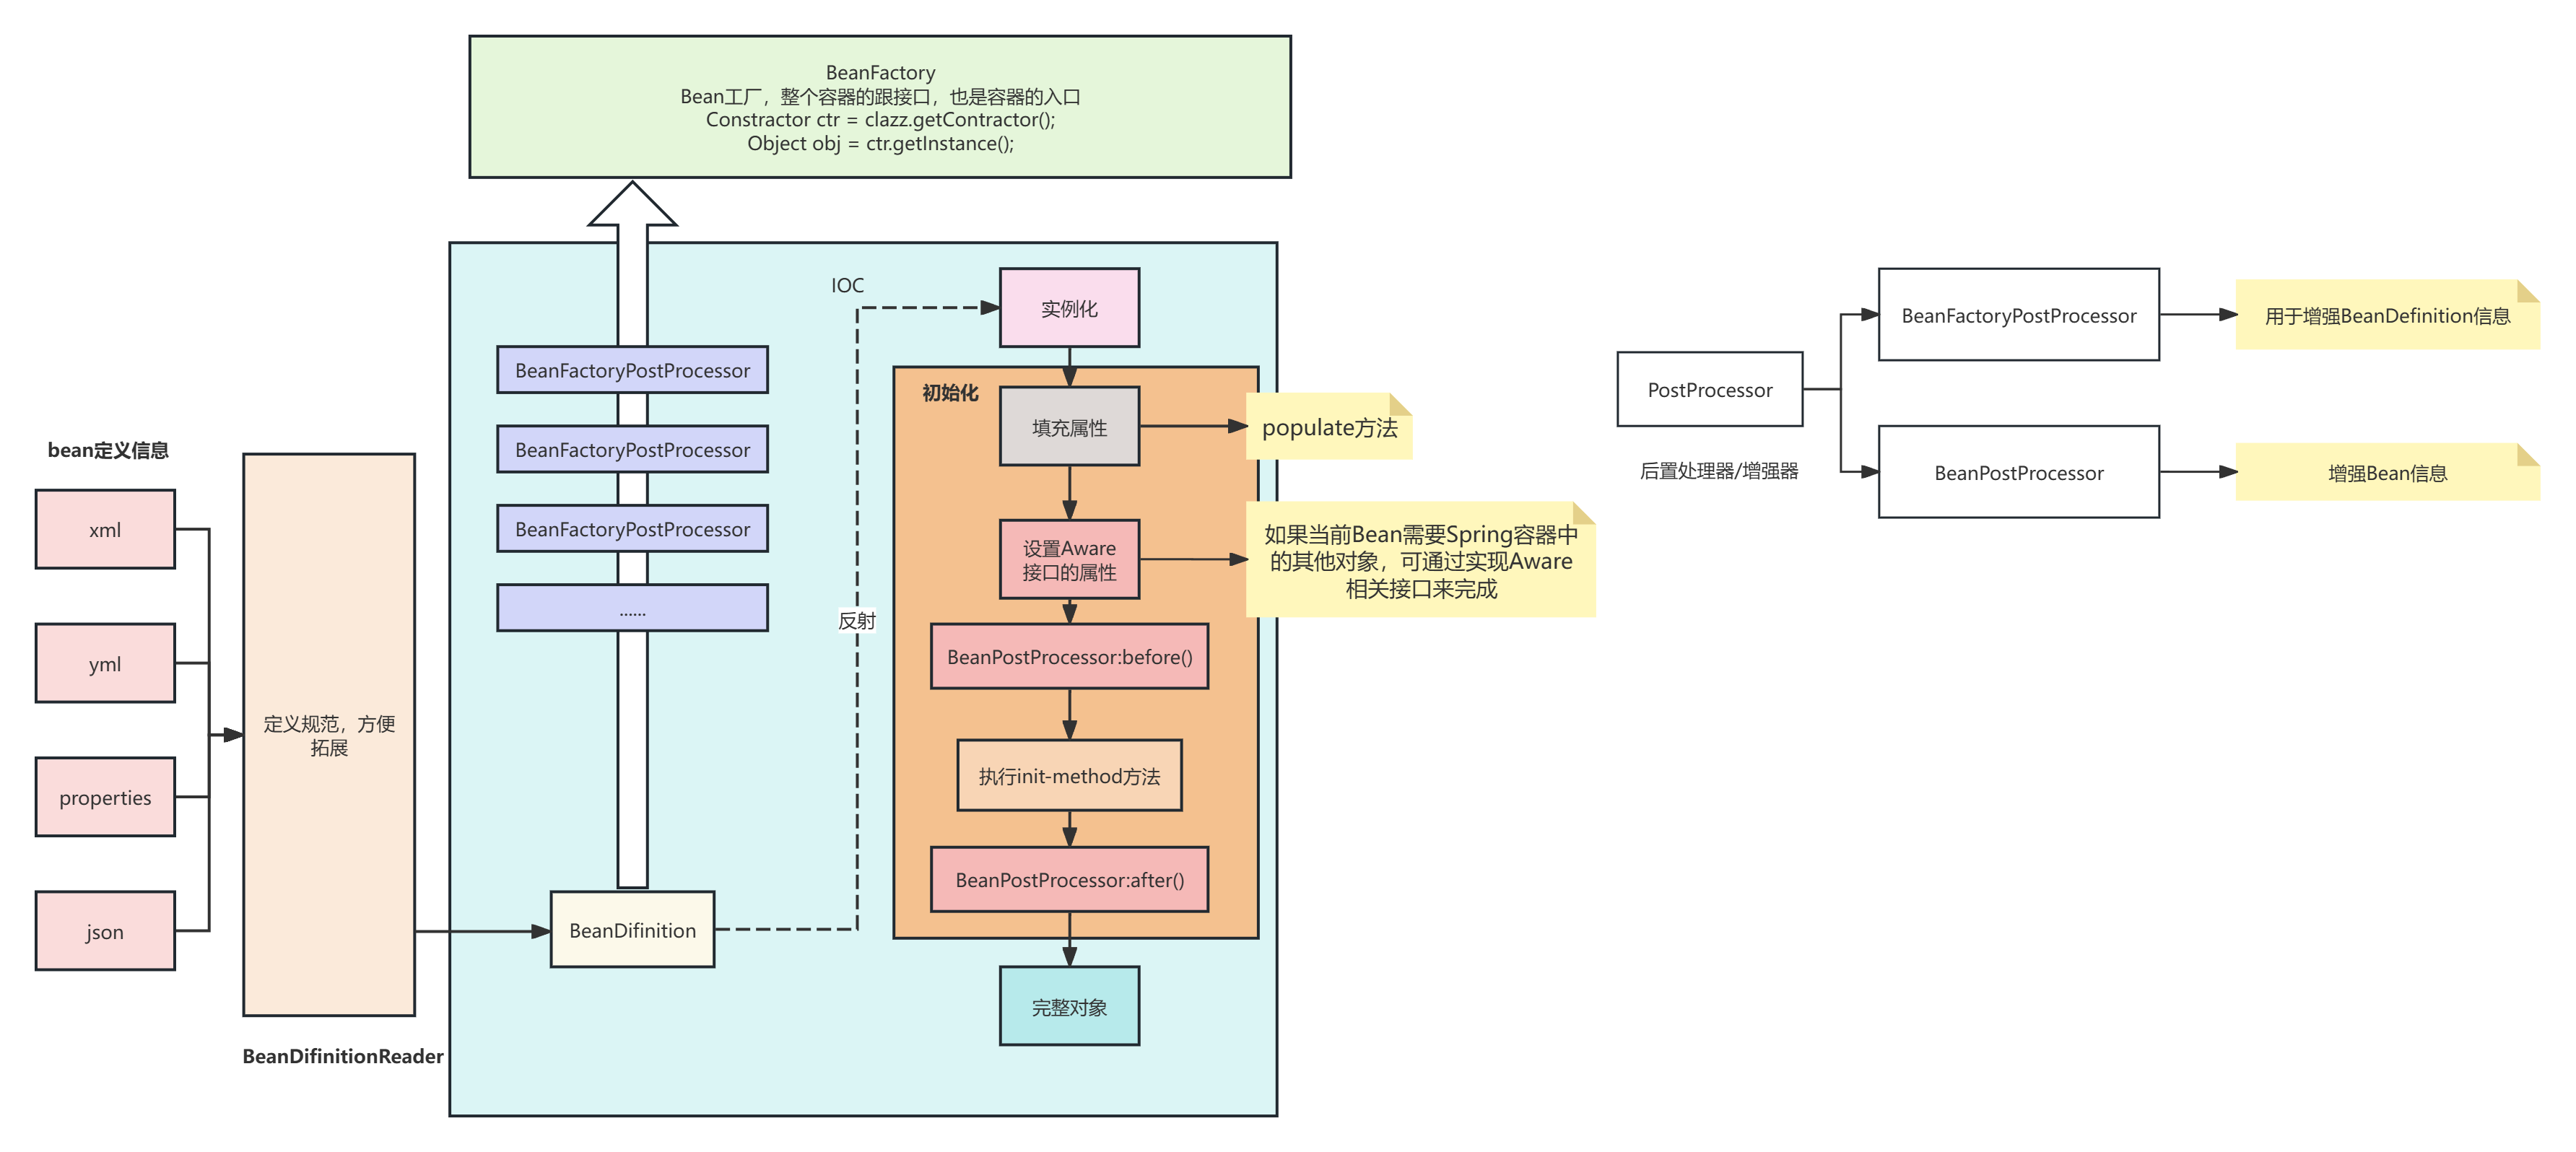 BeanFactory
Bean工厂，整个容器的跟接口，也是容器的入口
Constractor ctr = clazz.getContractor();
Object obj = ctr.getInstance();
bean定义信息
xml
yml
properties
json
定义规范，方便
拓展
BeanDifinitionReader
BeanFactoryPostProcessor
BeanFactoryPostProcessor
BeanFactoryPostProcessor
......
BeanDifinition
IOC
反射
实例化
初始化
填充属性
populate方法
设置Aware
接口的属性
如果当前Bean需要Spring容器中
的其他对象，可通过实现Aware
相关接口来完成
BeanPostProcessor:before()
执行init-method方法
BeanPostProcessor:after()
完整对象
PostProcessor
后置处理器/增强器
BeanFactoryPostProcessor
用于增强BeanDefinition信息
BeanPostProcessor
增强Bean信息